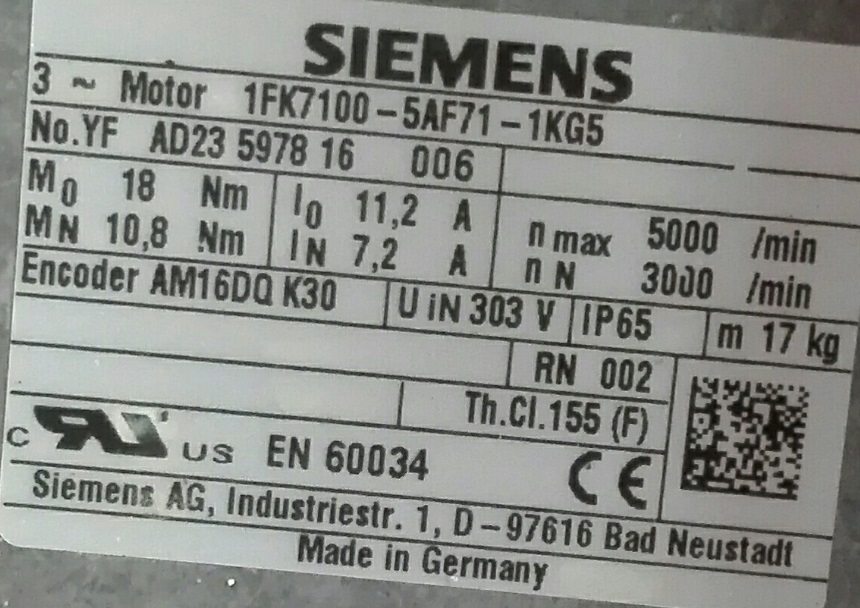 SIEMENS
3 ~ Motor 1FK7100-5AF71-1KG5
No.YF AD23 5978 16 006
M0 18 Nm I0 11,2 A n max 5000 /min
MN 10,8 Nm IN 7,2 A n N 3000 /min
Encoder AM16DQ K30 U iN 303 V IP65 m 17 kg
RN 002
Th.Cl.155 (F)
c RU US EN 60034 CE
Siemens AG, Industriestr. 1, D-97616 Bad Neustadt
Made in Germany